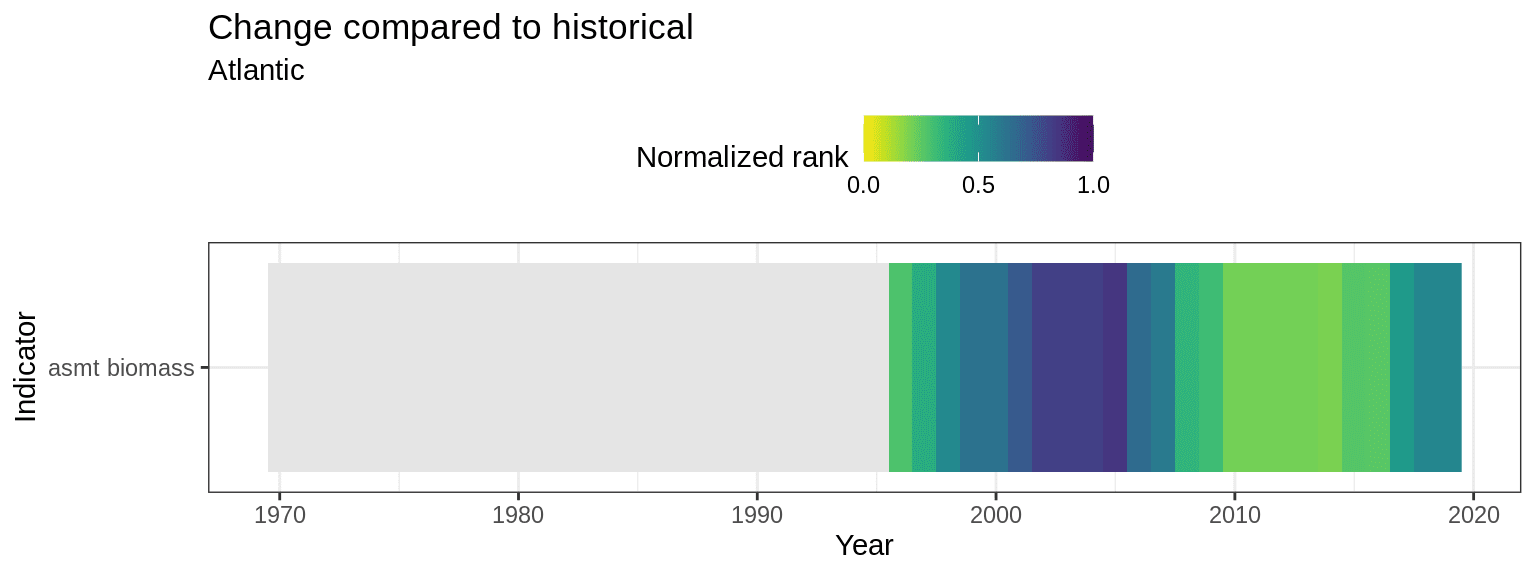 Change compared to historical
Atlantic
Normalized rank
0.0 0.5 1.0
Indicator
asmt biomass
1970 1980 1990 2000 2010 2020
Year